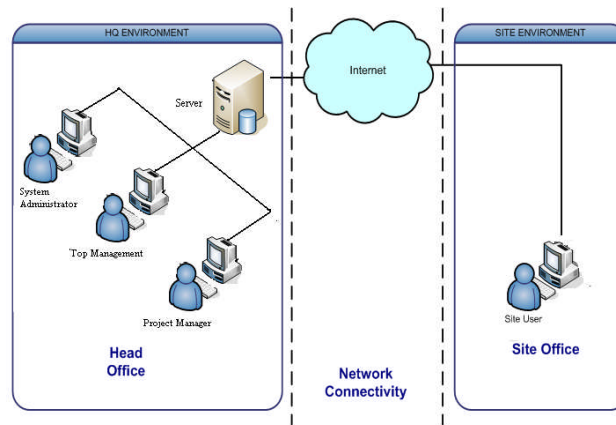 HQ ENVIRONMENT
SITE ENVIRONMENT
Internet
Server
System
Administrator
Top Management
Project Manager
Site User
Head
Office
Network
Connectivity
Site Office